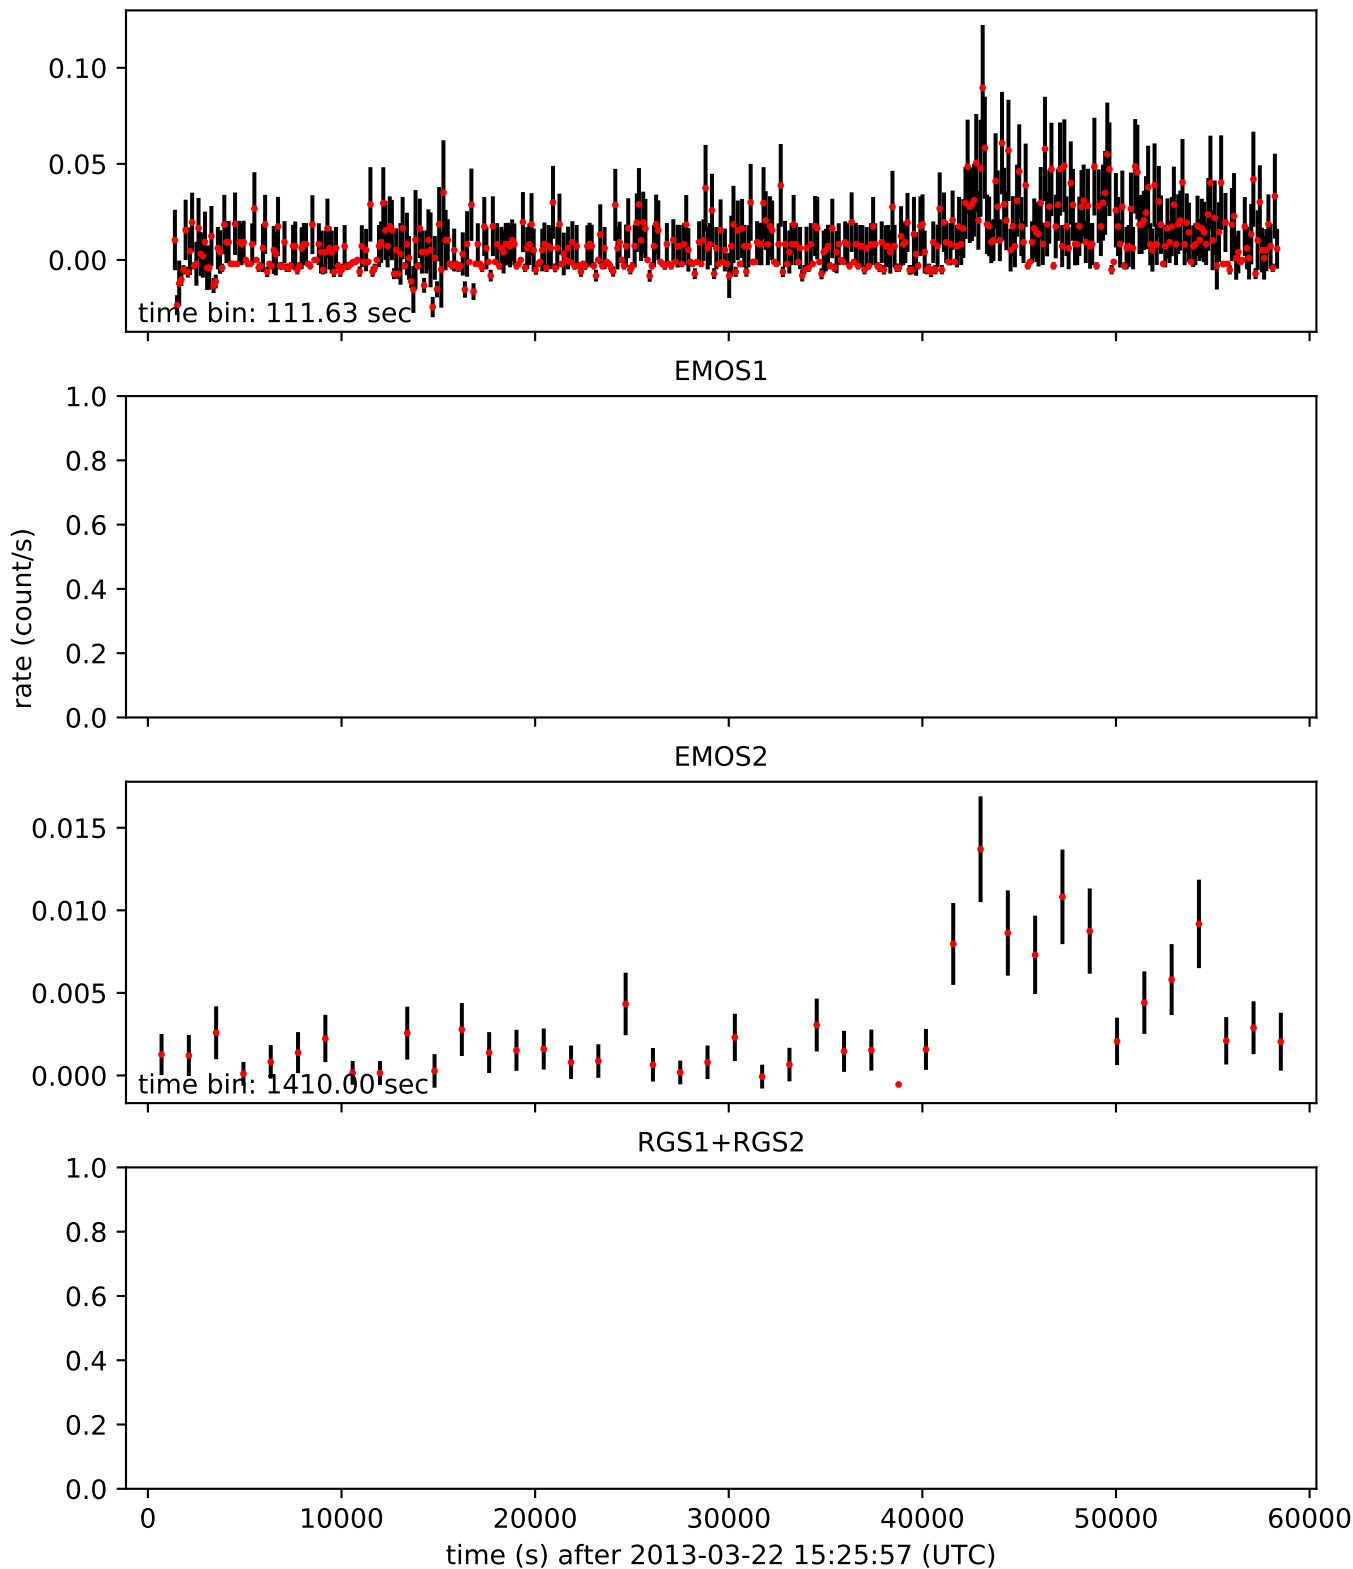 0.10
0.05
0.00
time bin: 111.63 sec
EMOS1
1.0
0.8
0.6
0.4
0.2
0.0
rate (count/s)
EMOS2
0.015
0.010
0.005
0.000
time bin: 1410.00 sec
RGS1+RGS2
1.0
0.8
0.6
0.4
0.2
0.0
0 10000 20000 30000 40000 50000 60000
time (s) after 2013-03-22 15:25:57 (UTC)